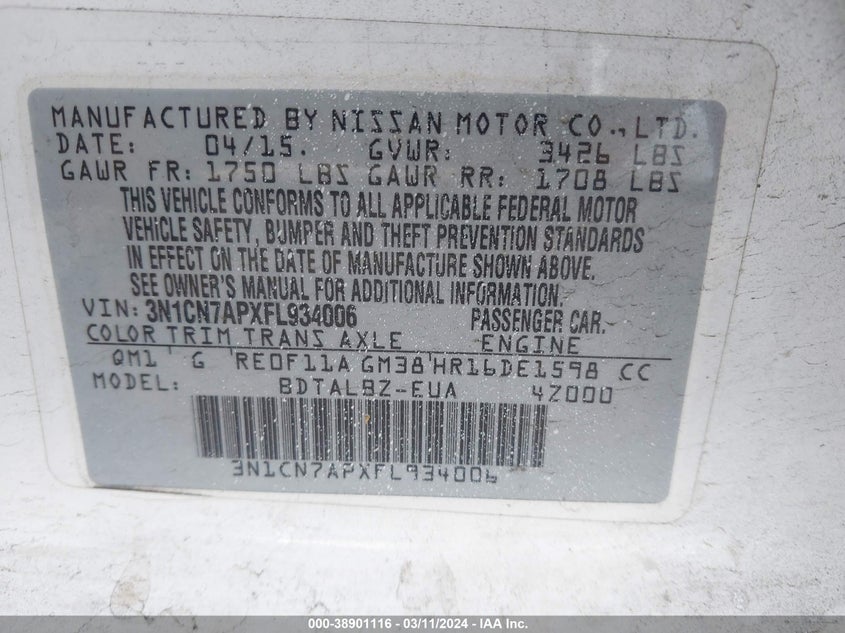 MANUFACTURED BY NISSAN MOTOR CO., LTD.
DATE: 04/15. GVWR: 3426 LBS
GAWR FR: 1750 LBS GAWR RR: 1708 LBS
THIS VEHICLE CONFORMS TO ALL APPLICABLE FEDERAL MOTOR
VEHICLE SAFETY, BUMPER AND THEFT PREVENTION STANDARDS
IN EFFECT ON THE DATE OF MANUFACTURE SHOWN ABOVE.
SEE OWNER'S MANUAL FOR ADDITIONAL INFORMATION.
VIN: 3N1CN7APXFL934006 PASSENGER CAR.
COLOR TRIM TRANS AXLE ENGINE
QM1 G RE0F11A GM38 HR16DE1598 CC
MODEL: BDTALBZ-EUA 4Z000
3N1CN7APXFL934006
000-38901116 - 03/11/2024 - IAA Inc.